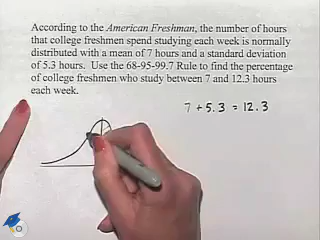 According to the American Freshman, the number of hours
that college freshmen spend studying each week is normally
distributed with a mean of 7 hours and a standard deviation
of 5.3 hours. Use the 68-95-99.7 Rule to find the percentage
of college freshmen who study between 7 and 12.3 hours
each week.
7 + 5.3 = 12.3